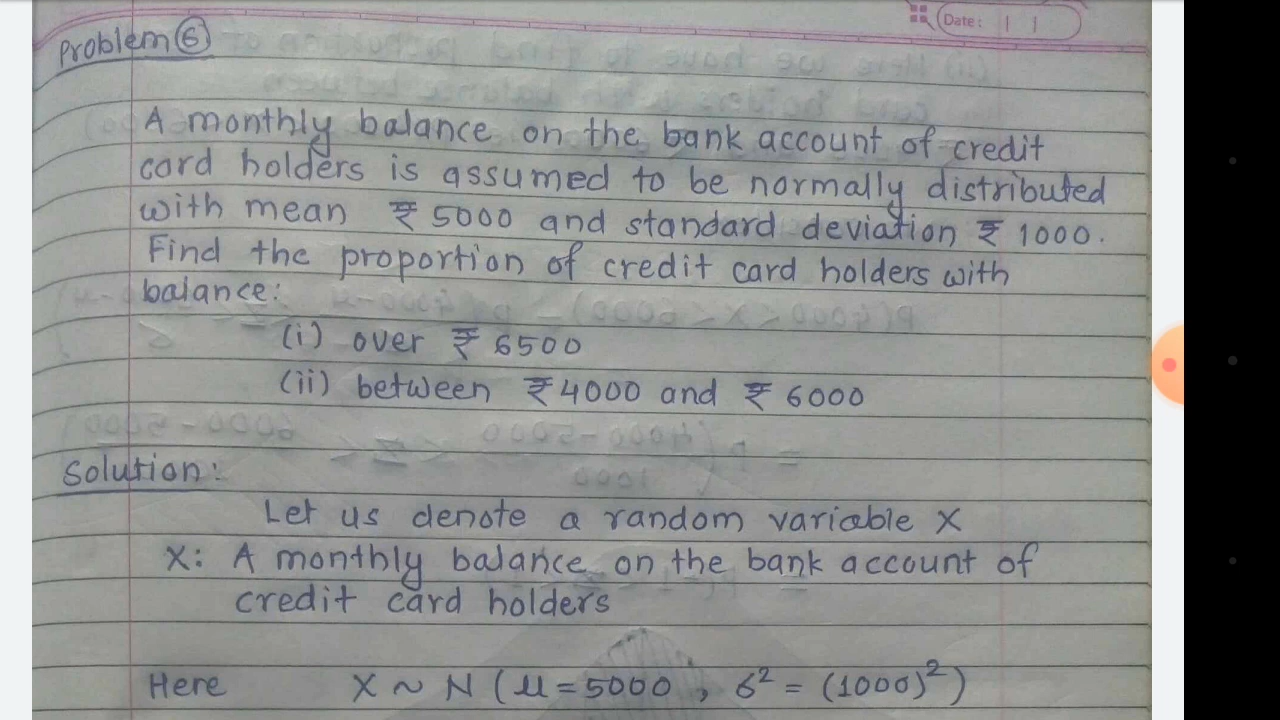 Date:
Problem ⑥
A monthly balance on the bank account of credit
card holders is assumed to be normally distributed
with mean ₹ 5000 and standard deviation ₹ 1000.
Find the proportion of credit card holders with
balance:
(i) over ₹ 6500
(ii) between ₹ 4000 and ₹ 6000
Solution:
Let us denote a random variable X
X: A monthly balance on the bank account of
credit card holders
Here X ~ N (μ = 5000, σ² = (1000)²)